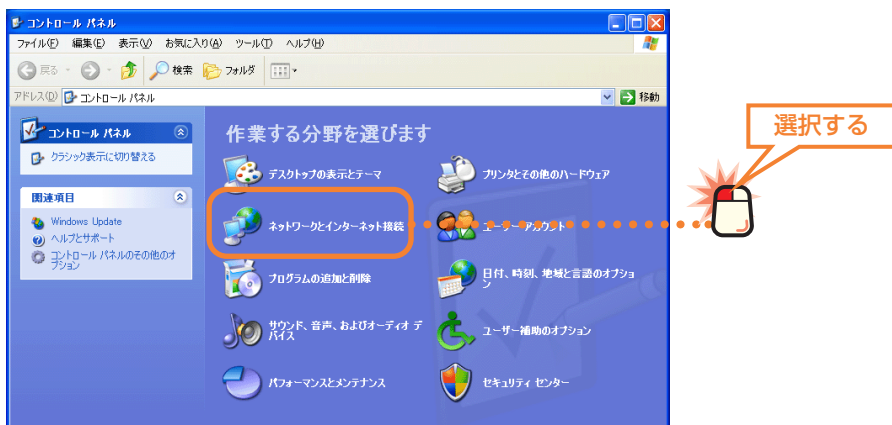 コントロール パネル
ファイル(F) 編集(E) 表示(V) お気に入り(A) ツール(T) ヘルプ(H)
戻る 検索 フォルダ
アドレス(D) コントロール パネル 移動
コントロール パネル
クラシック表示に切り替える
関連項目
Windows Update
ヘルプとサポート
コントロール パネルのその他のオ
プション
作業する分野を選びます
デスクトップの表示とテーマ
プリンタとその他のハードウェア
ネットワークとインターネット接続
ユーザー アカウント
プログラムの追加と削除
日付、時刻、地域と言語のオプショ
ン
サウンド、音声、およびオーディオ デ
バイス
ユーザー補助のオプション
パフォーマンスとメンテナンス
セキュリティ センター
選択する